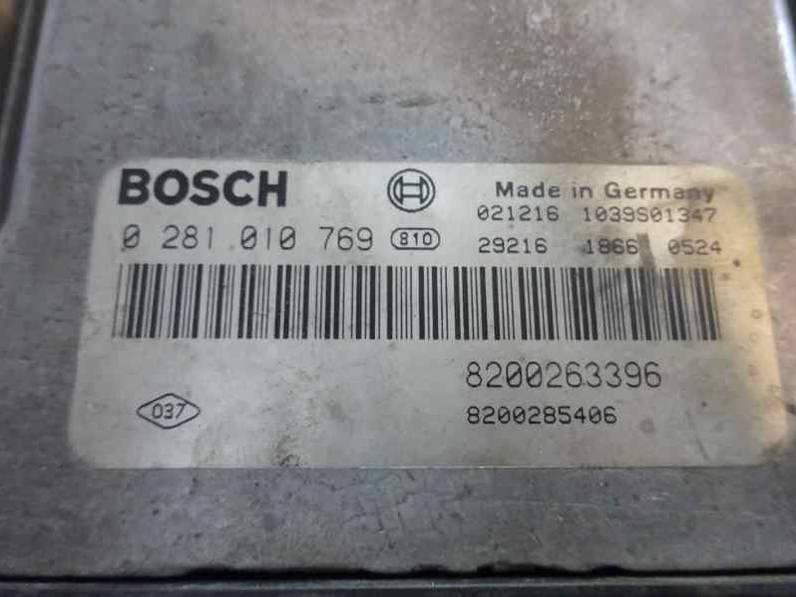 BOSCH
Made in Germany
021216 1039S01347
0 281 010 769 810
29216 1866 0524
8200263396
037
8200285406